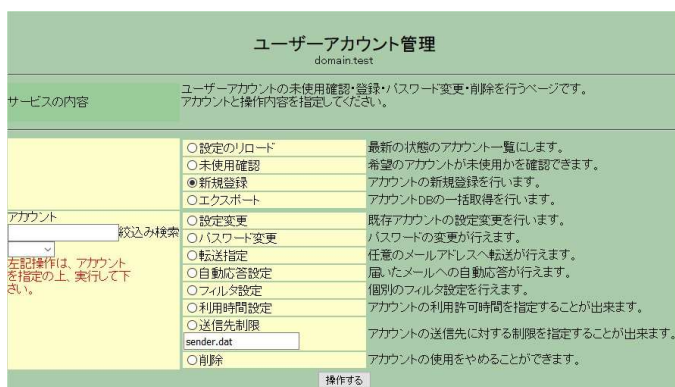 ユーザーアカウント管理
domain.test
サービスの内容
ユーザーアカウントの未使用確認・登録・パスワード変更・削除を行うページです。
アカウントと操作内容を指定してください。
○設定のリロード 最新の状態のアカウント一覧にします。
○未使用確認 希望のアカウントが未使用かを確認できます。
◉新規登録 アカウントの新規登録を行います。
○エクスポート アカウントDBの一括取得を行います。
アカウント
絞込み検索
左記操作は、アカウント
を指定の上、実行して下
さい。
○設定変更 既存アカウントの設定変更を行います。
○パスワード変更 パスワードの変更が行えます。
○転送指定 任意のメールアドレスへ転送が行えます。
○自動応答設定 届いたメールへの自動応答が行えます。
○フィルタ設定 個別のフィルタ設定を行えます。
○利用時間設定 アカウントの利用許可時間を指定することが出来ます。
○送信先制限 アカウントの送信先に対する制限を指定することが出来ます。
sender.dat
○削除 アカウントの使用をやめることができます。
操作する